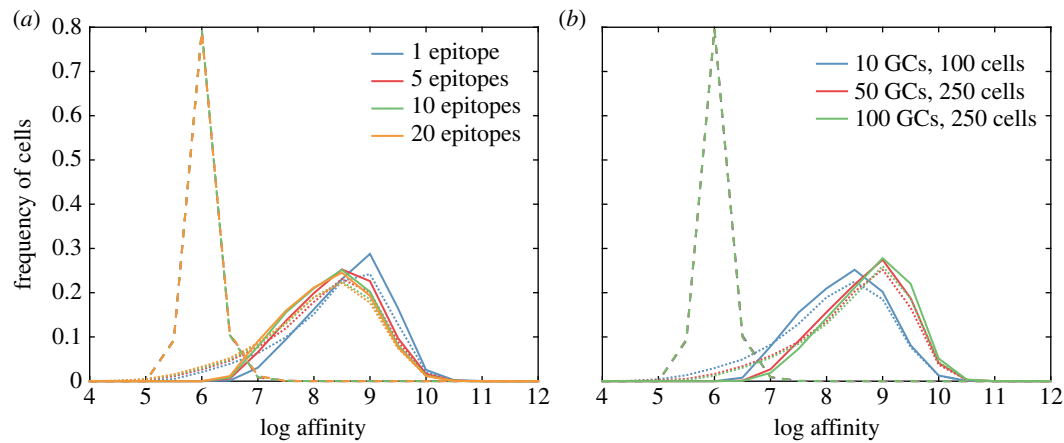 (a)
0.8
0.7
0.6
0.5
0.4
0.3
0.2
0.1
0
frequency of cells
1 epitope
5 epitopes
10 epitopes
20 epitopes
4 5 6 7 8 9 10 11 12
log affinity
(b)
10 GCs, 100 cells
50 GCs, 250 cells
100 GCs, 250 cells
4 5 6 7 8 9 10 11 12
log affinity